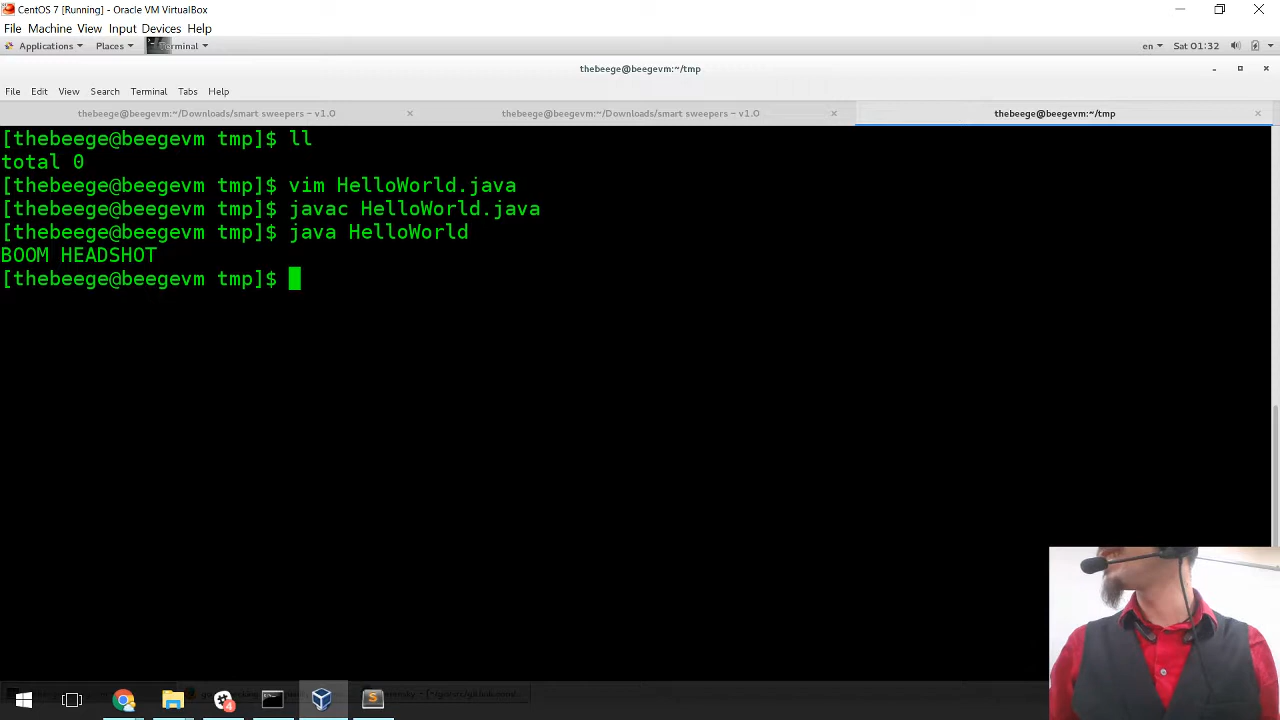 CentOS 7 [Running] - Oracle VM VirtualBox
File Machine View Input Devices Help
Applications Places Terminal en Sat 01:32
thebeege@beegevm:~/tmp
File Edit View Search Terminal Tabs Help
thebeege@beegevm:~/Downloads/smart sweepers - v1.0 thebeege@beegevm:~/Downloads/smart sweepers - v1.0 thebeege@beegevm:~/tmp
[thebeege@beegevm tmp]$ ll
total 0
[thebeege@beegevm tmp]$ vim HelloWorld.java
[thebeege@beegevm tmp]$ javac HelloWorld.java
[thebeege@beegevm tmp]$ java HelloWorld
BOOM HEADSHOT
[thebeege@beegevm tmp]$
4